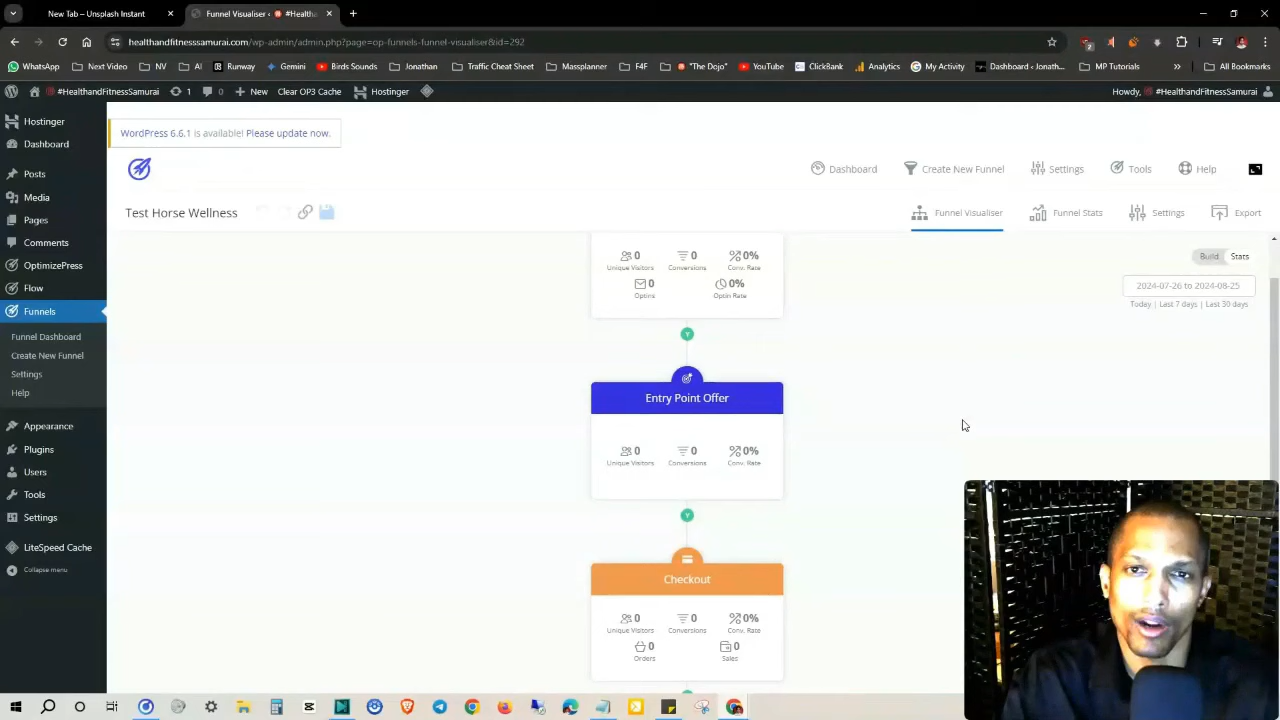 New Tab – Unsplash Instant
Funnel Visualiser ‹ #Healtha
healthandfitnesssamurai.com/wp-admin/admin.php?page=op-funnels-funnel-visualiser&id=292
2
WhatsApp
Next Video
NV
AI
Runway
Gemini
Birds Sounds
Jonathan
Traffic Cheat Sheet
Massplanner
F4F
"The Dojo"
YouTube
ClickBank
Analytics
My Activity
Dashboard ‹ Jonath...
MP Tutorials
»
All Bookmarks
#HealthandFitnessSamurai
1
0
New
Clear OP3 Cache
Hostinger
Howdy, #HealthandFitnessSamurai
Hostinger
Dashboard
Posts
Media
Pages
Comments
OptimizePress
Flow
Funnels
Funnel Dashboard
Create New Funnel
Settings
Help
Appearance
Plugins
Users
Tools
Settings
LiteSpeed Cache
Collapse menu
WordPress 6.6.1 is available! Please update now.
Dashboard
Create New Funnel
Settings
Tools
Help
Test Horse Wellness
Funnel Visualiser
Funnel Stats
Settings
Export
Build
Stats
2024-07-26 to 2024-08-25
Today | Last 7 days | Last 30 days
0 0 0%
Unique Visitors Conversions Conv. Rate
0 0%
Optins Optin Rate
Y
Entry Point Offer
0 0 0%
Unique Visitors Conversions Conv. Rate
Y
Checkout
0 0 0%
Unique Visitors Conversions Conv. Rate
0 0
Orders Sales